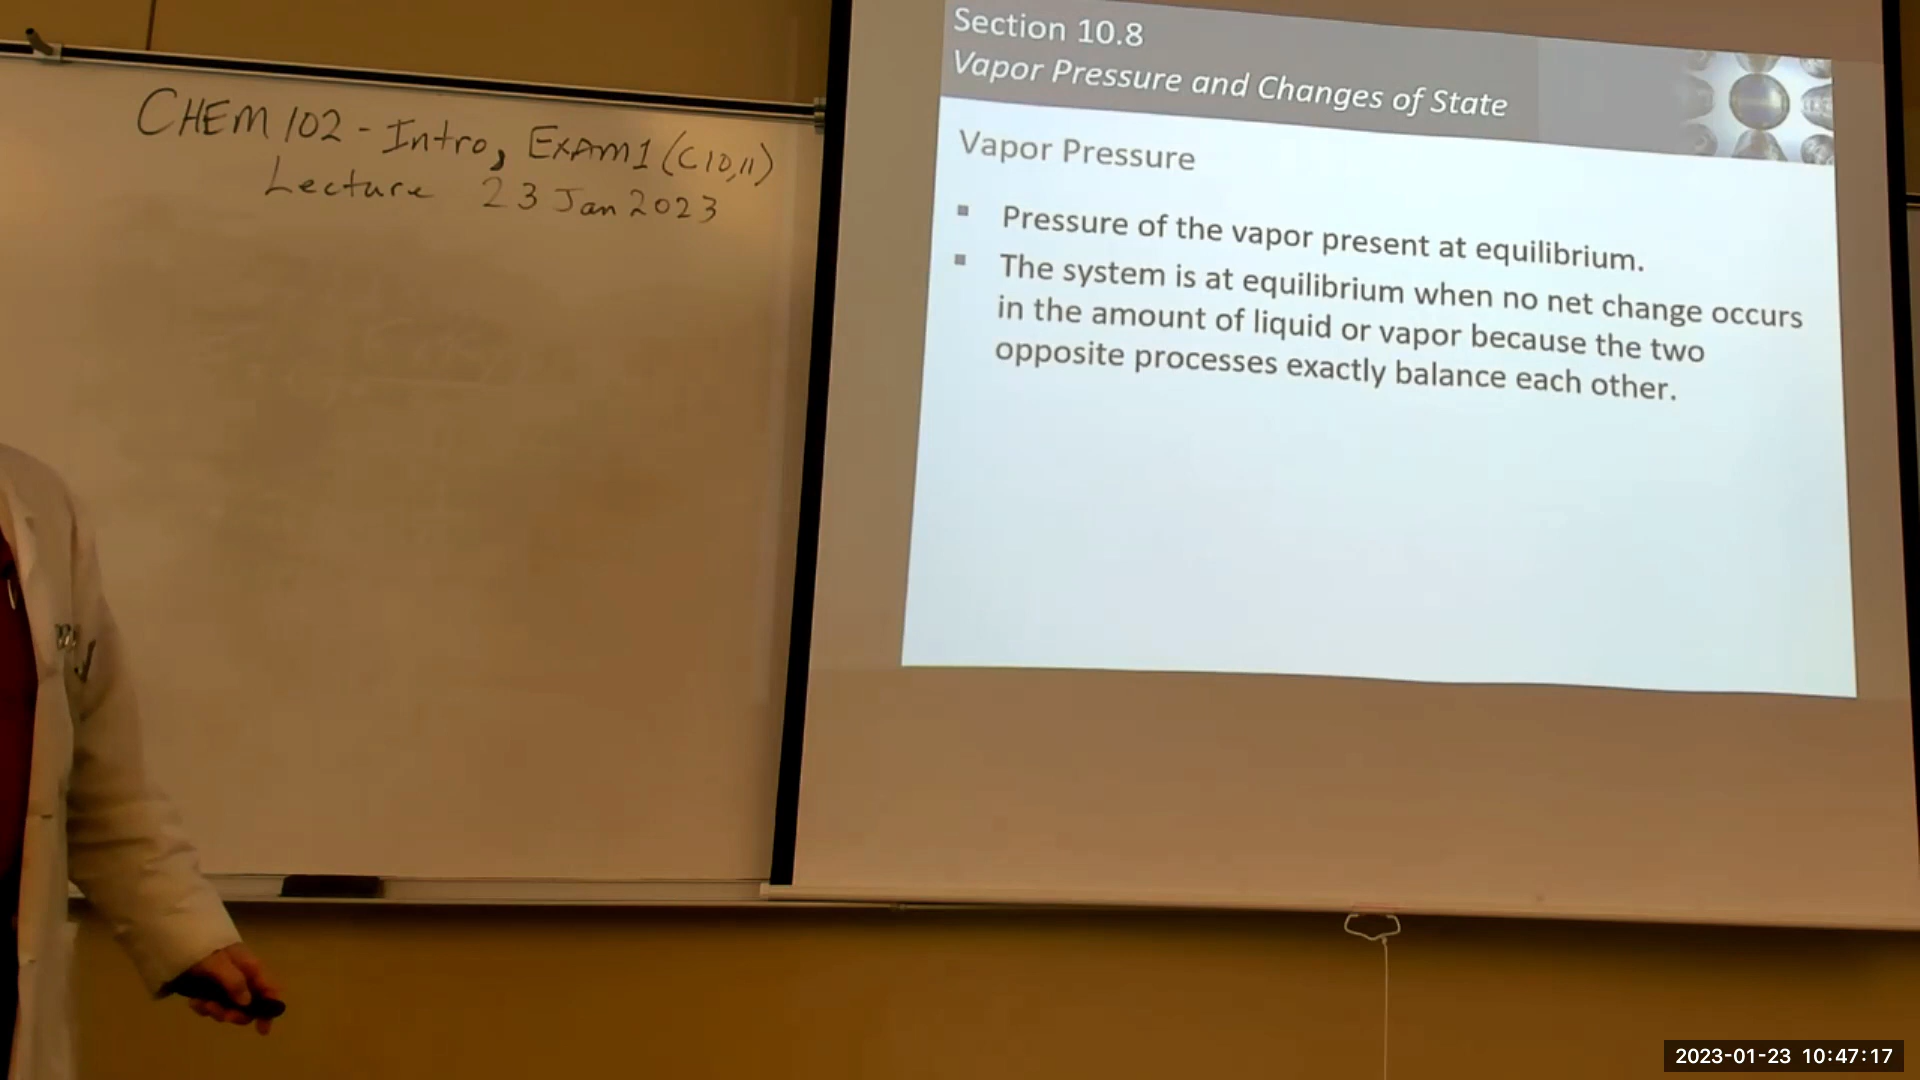 CHEM 102 - Intro, EXAM1 (C10,11)
Lecture 23 Jan 2023
Section 10.8
Vapor Pressure and Changes of State
Vapor Pressure
▪ Pressure of the vapor present at equilibrium.
▪ The system is at equilibrium when no net change occurs
in the amount of liquid or vapor because the two
opposite processes exactly balance each other.
2023-01-23 10:47:17